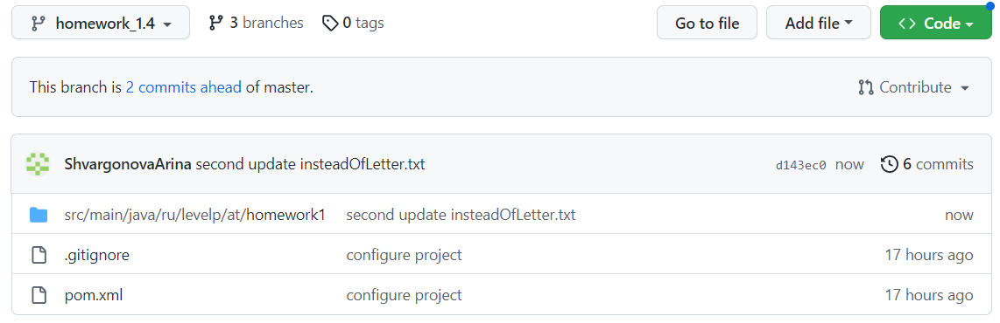 homework_1.4 3 branches 0 tags Go to file Add file Code
This branch is 2 commits ahead of master. Contribute
ShvargonovaArina second update insteadOfLetter.txt d143ec0 now 6 commits
src/main/java/ru/levelp/at/homework1 second update insteadOfLetter.txt now
.gitignore configure project 17 hours ago
pom.xml configure project 17 hours ago